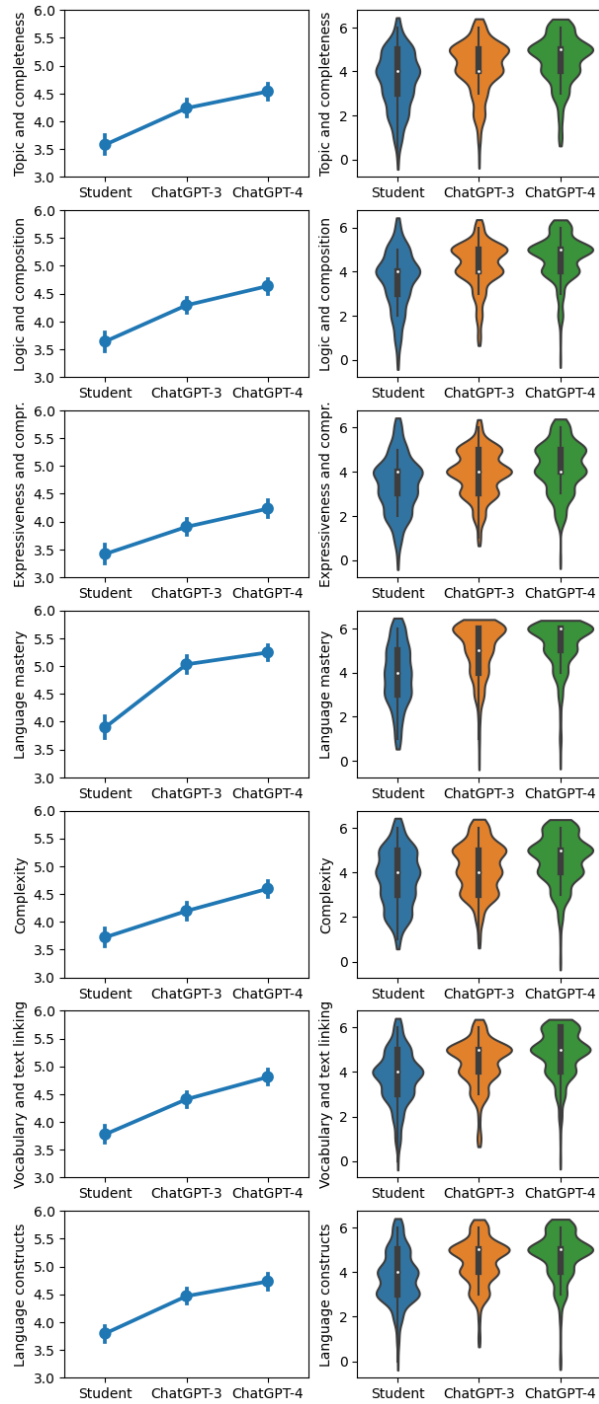 6.0
5.5
5.0
4.5
4.0
3.5
3.0
Topic and completeness
Student ChatGPT-3 ChatGPT-4
6
4
2
0
Topic and completeness
Student ChatGPT-3 ChatGPT-4
6.0
5.5
5.0
4.5
4.0
3.5
3.0
Logic and composition
Student ChatGPT-3 ChatGPT-4
6
4
2
0
Logic and composition
Student ChatGPT-3 ChatGPT-4
6.0
5.5
5.0
4.5
4.0
3.5
3.0
Expressiveness and compr.
Student ChatGPT-3 ChatGPT-4
6
4
2
0
Expressiveness and compr.
Student ChatGPT-3 ChatGPT-4
6.0
5.5
5.0
4.5
4.0
3.5
3.0
Language mastery
Student ChatGPT-3 ChatGPT-4
6
4
2
0
Language mastery
Student ChatGPT-3 ChatGPT-4
6.0
5.5
5.0
4.5
4.0
3.5
3.0
Complexity
Student ChatGPT-3 ChatGPT-4
6
4
2
0
Complexity
Student ChatGPT-3 ChatGPT-4
6.0
5.5
5.0
4.5
4.0
3.5
3.0
Vocabulary and text linking
Student ChatGPT-3 ChatGPT-4
6
4
2
0
Vocabulary and text linking
Student ChatGPT-3 ChatGPT-4
6.0
5.5
5.0
4.5
4.0
3.5
3.0
Language constructs
Student ChatGPT-3 ChatGPT-4
6
4
2
0
Language constructs
Student ChatGPT-3 ChatGPT-4